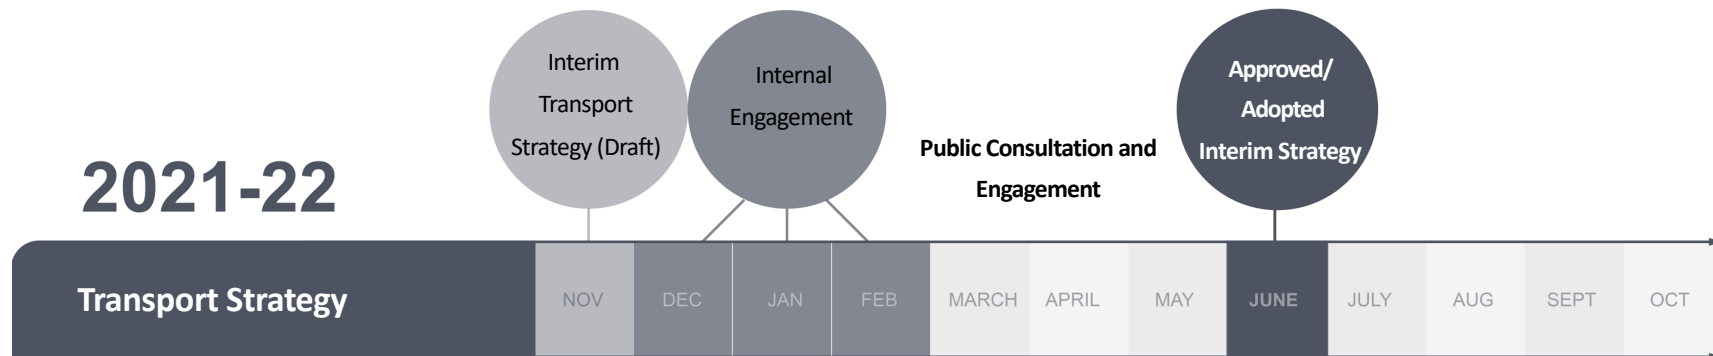 Interim
Transport
Strategy (Draft)
Internal
Engagement
Public Consultation and
Engagement
Approved/
Adopted
Interim Strategy
2021-22
Transport Strategy
NOV
DEC
JAN
FEB
MARCH
APRIL
MAY
JUNE
JULY
AUG
SEPT
OCT